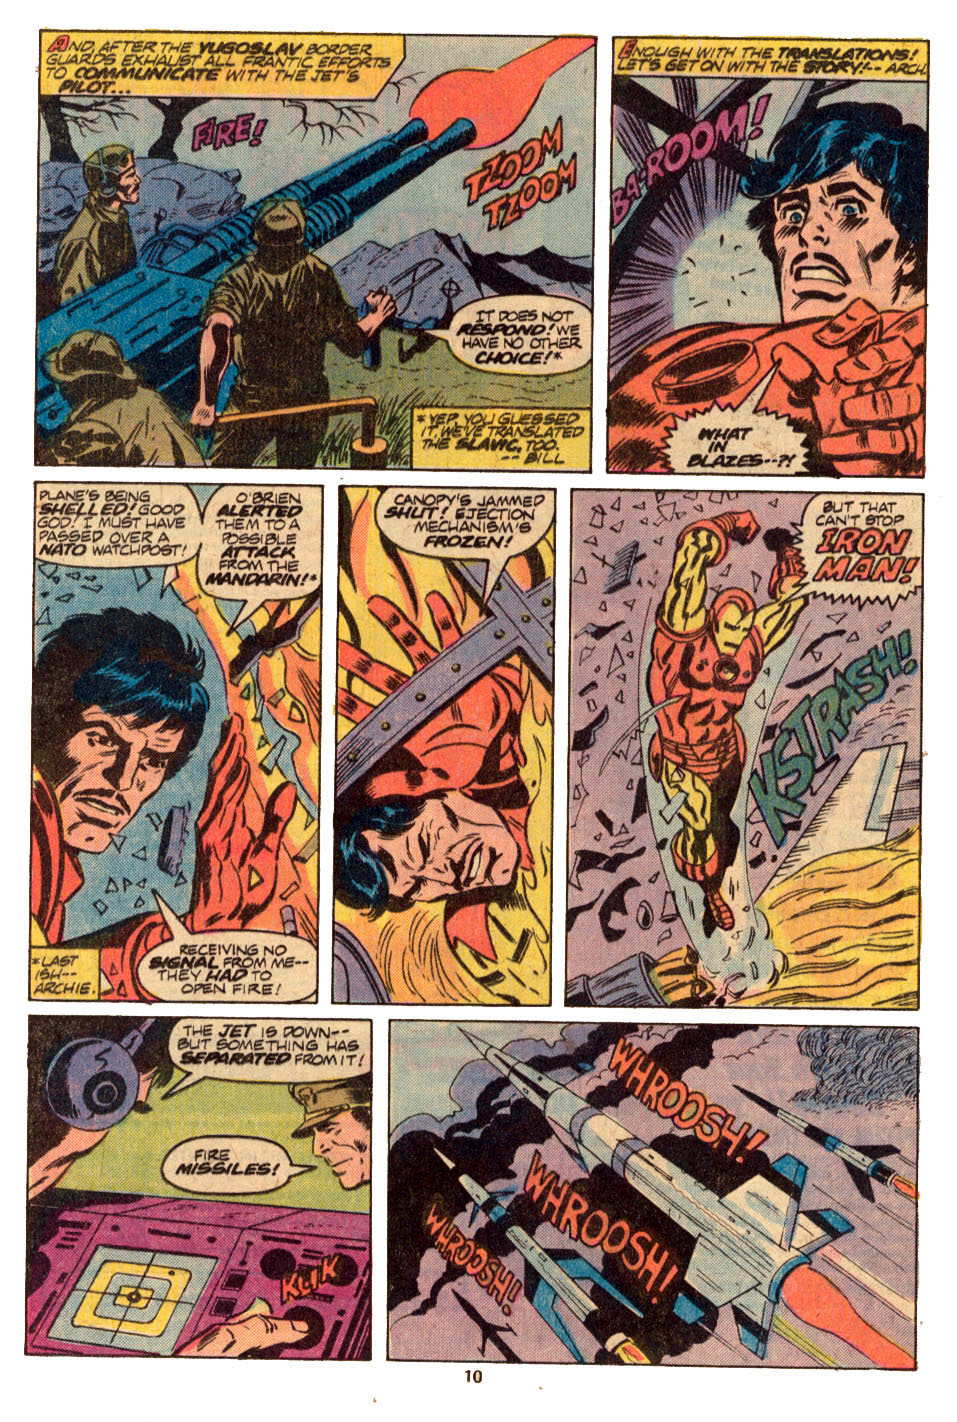 AND, AFTER THE YUGOSLAV BORDER
GUARDS EXHAUST ALL FRANTIC EFFORTS
TO COMMUNICATE WITH THE JET'S
PILOT...
FIRE!
TZOOM
TZOOM
IT DOES NOT
RESPOND! WE
HAVE NO OTHER
CHOICE!*
*YEP, YOU GUESSED
IT, WE'VE TRANSLATED
THE SLAVIC, TOO.
-- BILL
ENOUGH WITH THE TRANSLATIONS!
LET'S GET ON WITH THE STORY! -- ARCH.
BA-ROOM!
WHAT
IN
BLAZES--?!
PLANE'S BEING
SHELLED! GOOD
GOD! I MUST HAVE
PASSED OVER A
NATO WATCHPOST!
O'BRIEN
ALERTED
THEM TO A
POSSIBLE
ATTACK
FROM THE
MANDARIN!*
RECEIVING NO
SIGNAL FROM ME--
THEY HAD TO
OPEN FIRE!
*LAST
ISH--
ARCHIE.
CANOPY'S JAMMED
SHUT! EJECTION
MECHANISM'S
FROZEN!
BUT THAT
CAN'T STOP
IRON
MAN!
KSTRASH!
THE JET IS DOWN--
BUT SOMETHING HAS
SEPARATED FROM IT!
FIRE
MISSILES!
KLIK
WHROOSH!
WHROOSH!
WHROOSH!
10